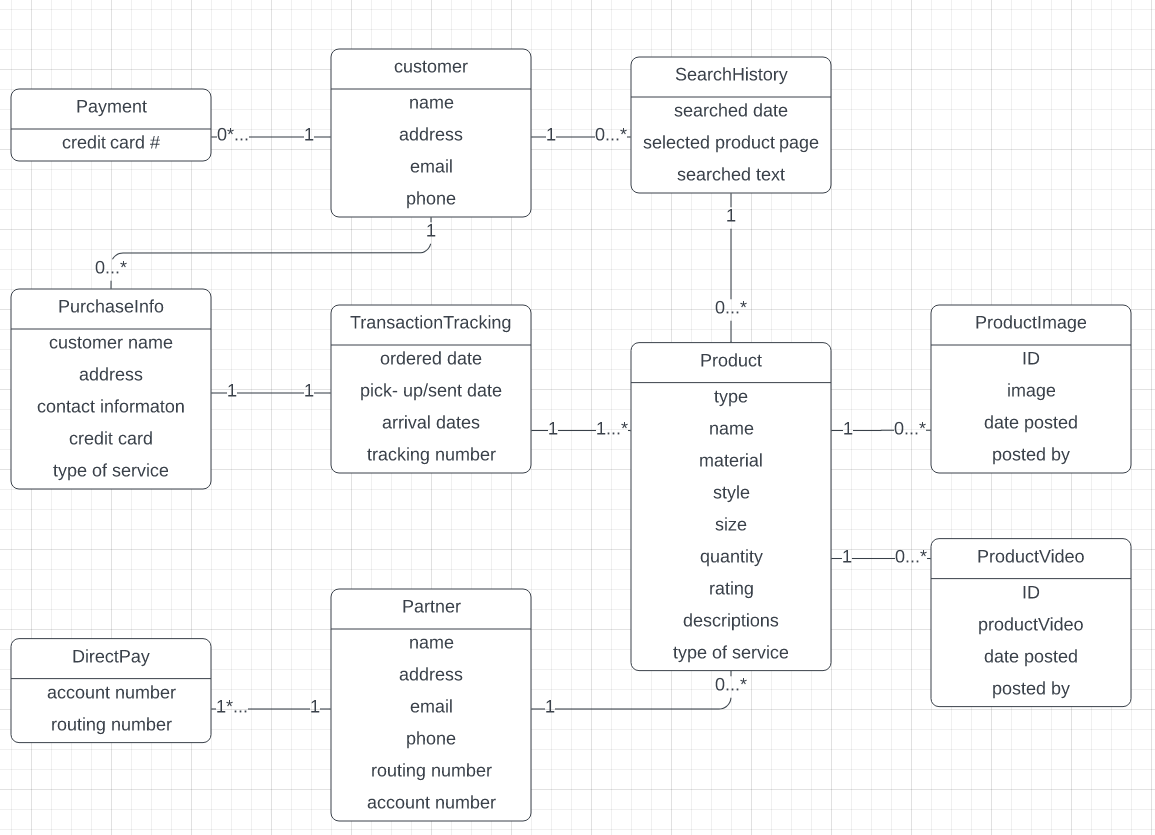 customer
name
address
email
phone
SearchHistory
searched date
selected product page
searched text
Payment
credit card #
0*...
1
1
0...*
1
0...*
1
0...*
PurchaseInfo
customer name
address
contact informaton
credit card
type of service
1
1
TransactionTracking
ordered date
pick- up/sent date
arrival dates
tracking number
1
1...*
Product
type
name
material
style
size
quantity
rating
descriptions
type of service
1
0...*
ProductImage
ID
image
date posted
posted by
1
0...*
ProductVideo
ID
productVideo
date posted
posted by
DirectPay
account number
routing number
1*...
1
Partner
name
address
email
phone
routing number
account number
1
0...*